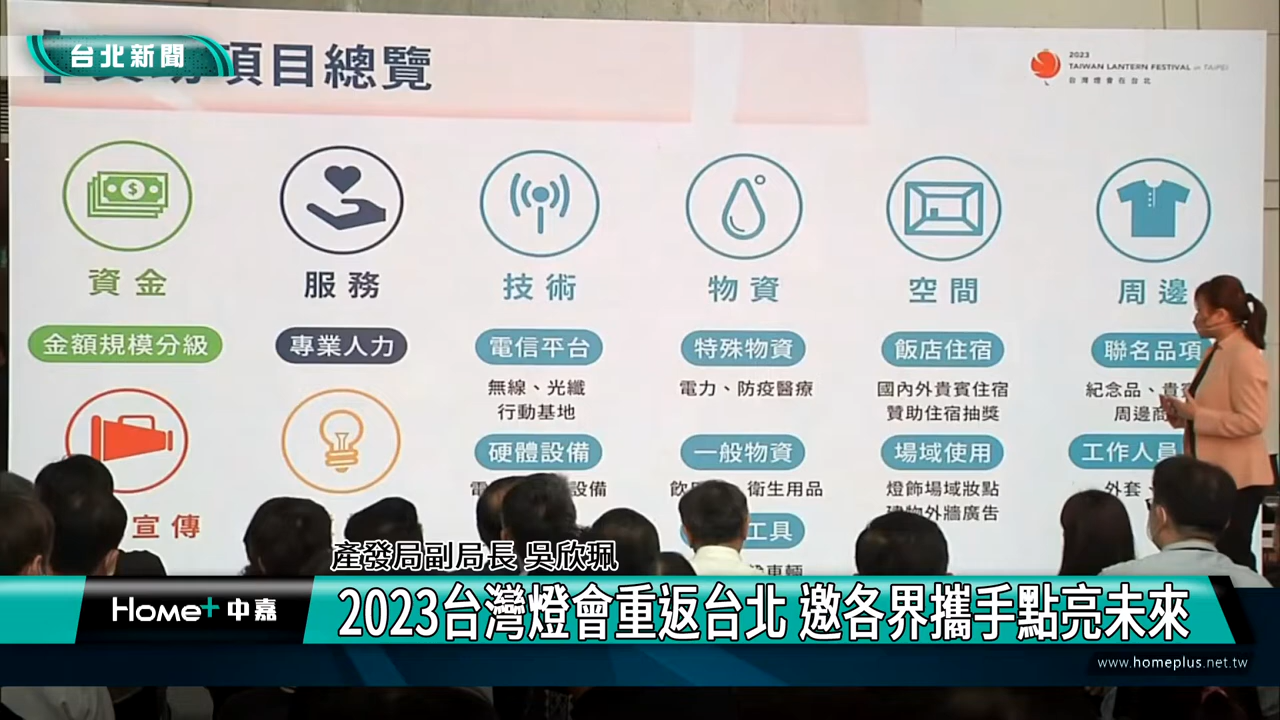 台北新聞
項目總覽
2023
TAIWAN LANTERN FESTIVAL in TAIPEI
台灣燈會在台北
資金
服務
技術
物資
空間
周邊
金額規模分級
專業人力
電信平台
特殊物資
飯店住宿
聯名品項
無線、光纖
行動基地
電力、防疫醫療
國內外貴賓住宿
贊助住宿抽獎
紀念品、貴
周邊
硬體設備
一般物資
場域使用
工作人員
設備
衛生用品
燈飾場域妝點
建物外牆廣告
外套、
宣傳
工具
車輛
產發局副局長 吳欣珮
Home+ 中嘉
2023台灣燈會重返台北 邀各界攜手點亮未來
www.homeplus.net.tw